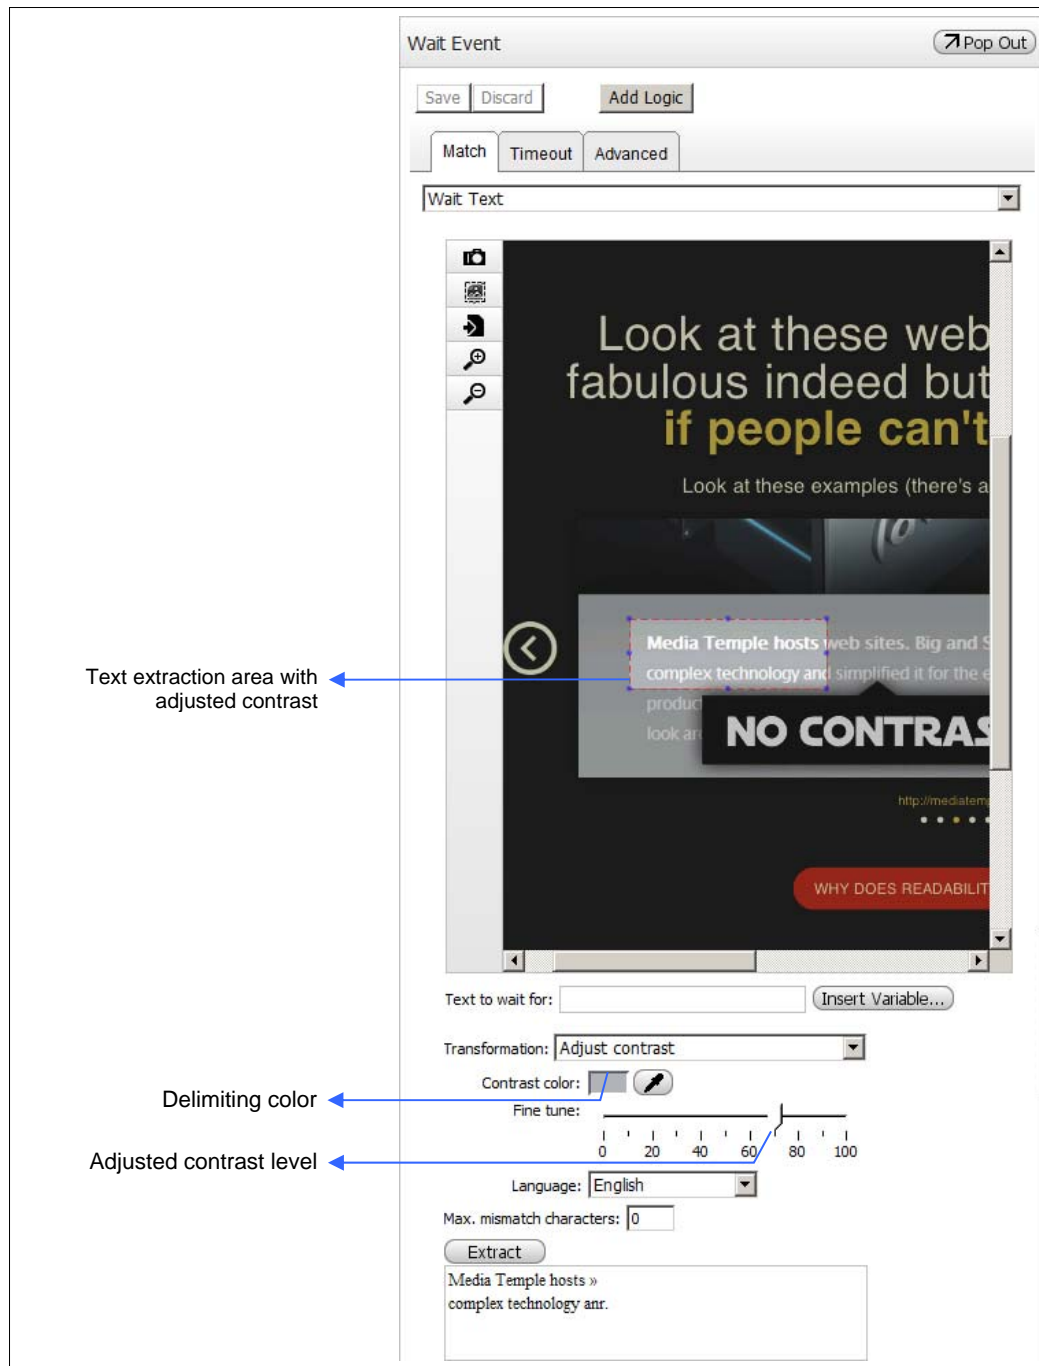 Wait Event
Pop Out
Save Discard Add Logic
Match Timeout Advanced
Wait Text
Look at these web
fabulous indeed but
if people can't
Look at these examples (there's a
Media Temple hosts web sites. Big and S
complex technology and simplified it for the e
produc
look are
NO CONTRAS
http://mediatemp
WHY DOES READABILIT
Text extraction area with
adjusted contrast
Text to wait for: Insert Variable...
Transformation: Adjust contrast
Contrast color:
Delimiting color
Fine tune:
0 20 40 60 80 100
Adjusted contrast level
Language: English
Max. mismatch characters: 0
Extract
Media Temple hosts »
complex technology anr.